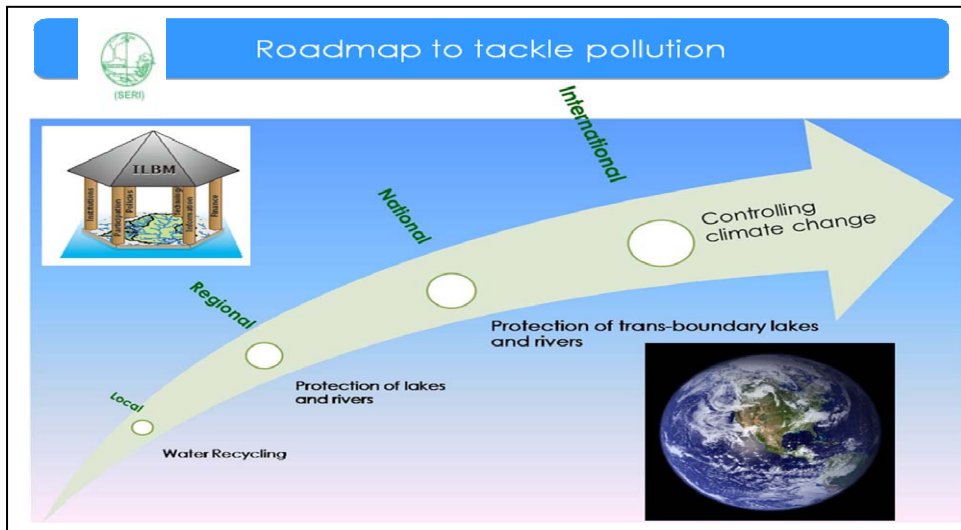 Roadmap to tackle pollution
(SERI)
International
ILBM
Institutions
Participation
Policies
Technology
Information
Finance
National
Controlling
climate change
Regional
Protection of trans-boundary lakes
and rivers
Local
Protection of lakes
and rivers
Water Recycling